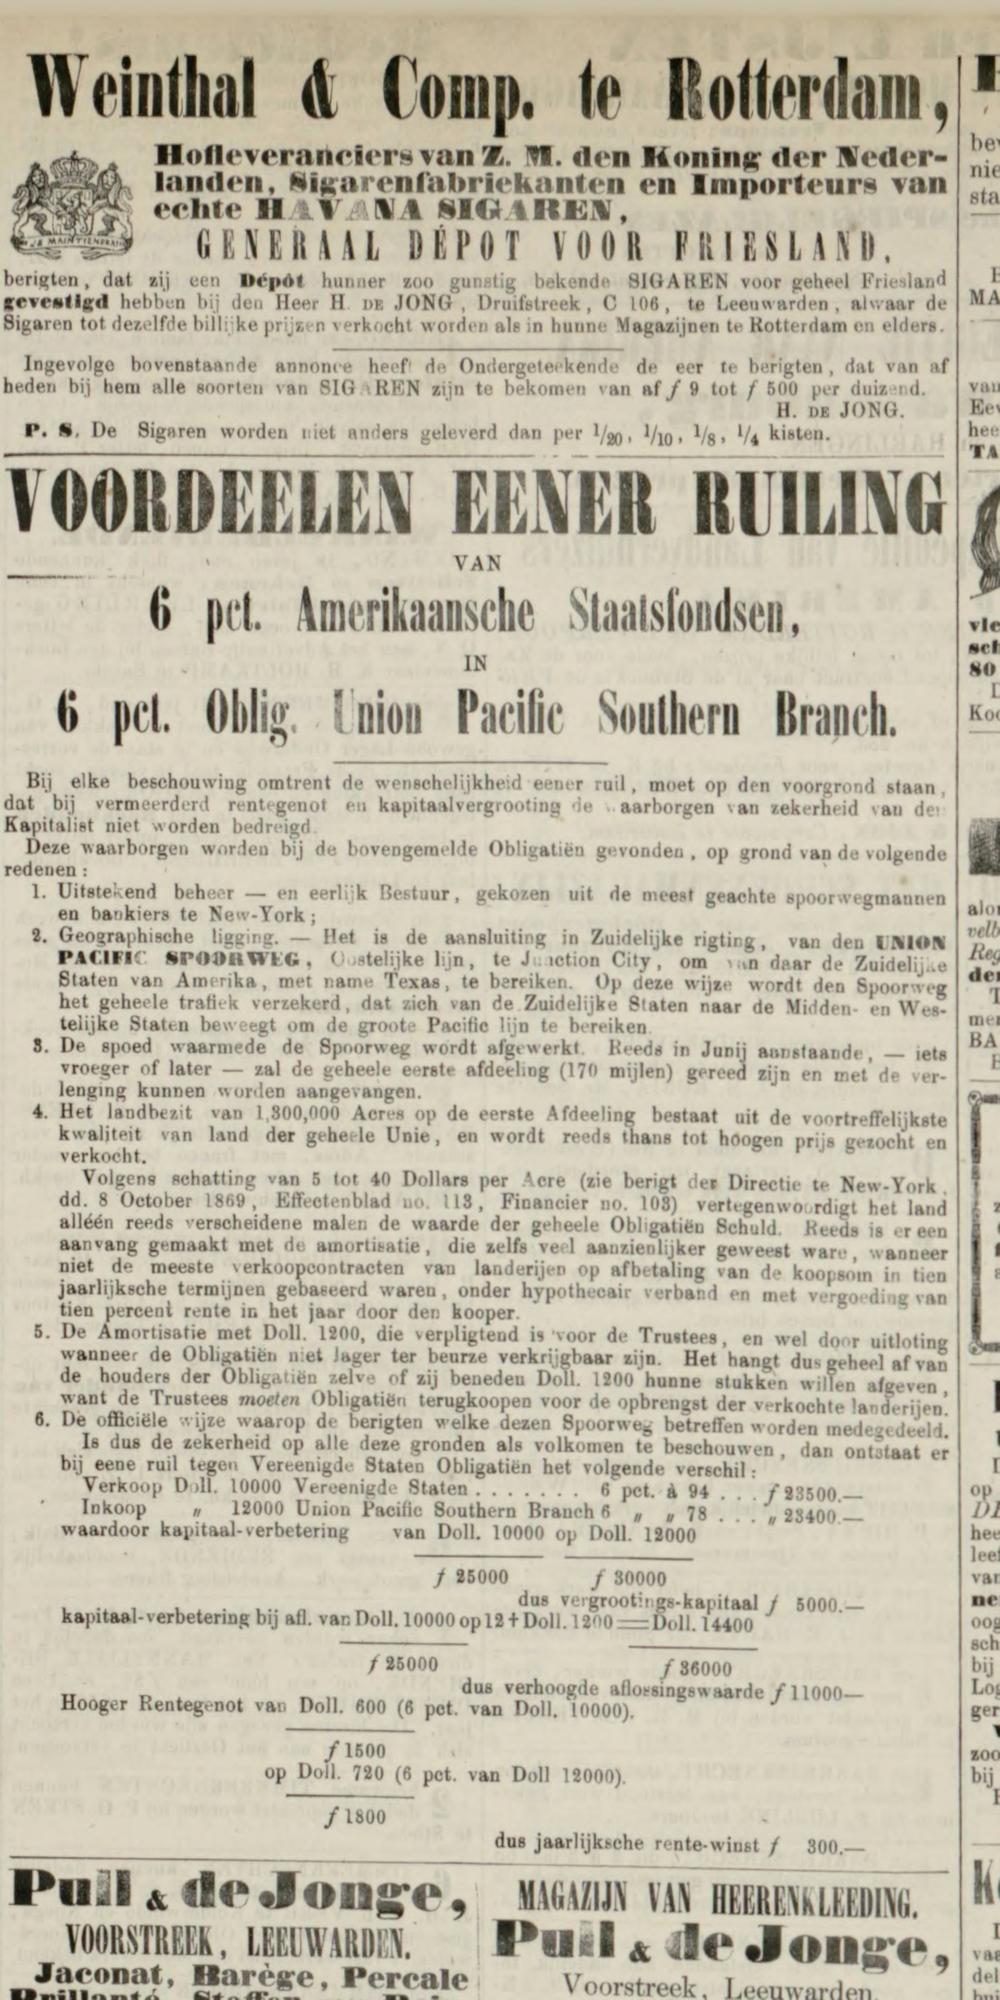 Weinthal & Comp. te Rotterdam,
Hofleveranciers van Z. M. den Koning der Neder-
landen, Sigarenfabriekanten en Importeurs van
echte HAVANA SIGAREN,
JE MAINTIENDRAI
GENERAAL DÉPOT VOOR FRIESLAND,
berigten, dat zij een Dépôt hunner zoo gunstig bekende SIGAREN voor geheel Friesland
gevestigd hebben bij den Heer H. DE JONG, Druifstreek, C 106, te Leeuwarden, alwaar de
Sigaren tot dezelfde billijke prijzen verkocht worden als in hunne Magazijnen te Rotterdam en elders.
Ingevolge bovenstaande annonce heeft de Ondergeteekende de eer te berigten, dat van af
heden bij hem alle soorten van SIGAREN zijn te bekomen van af f 9 tot f 500 per duizend.
H. DE JONG.
P. S. De Sigaren worden niet anders geleverd dan per 1/20, 1/10, 1/8, 1/4 kisten.
VOORDEELEN EENER RUILING
VAN
6 pct. Amerikaansche Staatsfondsen,
IN
6 pct. Oblig. Union Pacific Southern Branch.
Bij elke beschouwing omtrent de wenschelijkheid eener ruil, moet op den voorgrond staan,
dat bij vermeerderd rentegenot en kapitaalvergrooting de waarborgen van zekerheid van den
Kapitalist niet worden bedreigd.
Deze waarborgen worden bij de bovengemelde Obligatiën gevonden, op grond van de volgende
redenen:
1. Uitstekend beheer — en eerlijk Bestuur, gekozen uit de meest geachte spoorwegmannen
en bankiers te New-York;
2. Geographische ligging. — Het is de aansluiting in Zuidelijke rigting, van den UNION
PACIFIC SPOORWEG, Oostelijke lijn, te Junction City, om van daar de Zuidelijke
Staten van Amerika, met name Texas, te bereiken. Op deze wijze wordt den Spoorweg
het geheele trafiek verzekerd, dat zich van de Zuidelijke Staten naar de Midden- en Wes-
telijke Staten beweegt om de groote Pacific lijn te bereiken.
3. De spoed waarmede de Spoorweg wordt afgewerkt. Reeds in Junij aanstaande, — iets
vroeger of later — zal de geheele eerste afdeeling (170 mijlen) gereed zijn en met de ver-
lenging kunnen worden aangevangen.
4. Het landbezit van 1,300,000 Acres op de eerste Afdeeling bestaat uit de voortreffelijkste
kwaliteit van land der geheele Unie, en wordt reeds thans tot hoogen prijs gezocht en
verkocht.
Volgens schatting van 5 tot 40 Dollars per Acre (zie berigt der Directie te New-York,
dd. 8 October 1869, Effectenblad no. 113, Financier no. 103) vertegenwoordigt het land
alléén reeds verscheidene malen de waarde der geheele Obligatiën Schuld. Reeds is er een
aanvang gemaakt met de amortisatie, die zelfs veel aanzienlijker geweest ware, wanneer
niet de meeste verkoopcontracten van landerijen op afbetaling van de koopsom in tien
jaarlijksche termijnen gebaseerd waren, onder hypothecair verband en met vergoeding van
tien percent rente in het jaar door den kooper.
5. De Amortisatie met Doll. 1200, die verpligtend is voor de Trustees, en wel door uitloting
wanneer de Obligatiën niet lager ter beurze verkrijgbaar zijn. Het hangt dus geheel af van
de houders der Obligatiën zelve of zij beneden Doll. 1200 hunne stukken willen afgeven,
want de Trustees moeten Obligatiën terugkoopen voor de opbrengst der verkochte landerijen.
6. De officiële wijze waarop de berigten welke dezen Spoorweg betreffen worden medegedeeld.
Is dus de zekerheid op alle deze gronden als volkomen te beschouwen, dan ontstaat er
bij eene ruil tegen Vereenigde Staten Obligatiën het volgende verschil:
Verkoop Doll. 10000 Vereenigde Staten ....... 6 pct. à 94 ... f 23500.—
Inkoop „ 12000 Union Pacific Southern Branch 6 „ „ 78 ... „ 23400.—
waardoor kapitaal-verbetering van Doll. 10000 op Doll. 12000
f 25000 f 30000
dus vergrootings-kapitaal f 5000.—
kapitaal-verbetering bij afl. van Doll. 10000 op 12 + Doll. 1200 = Doll. 14400
f 25000 f 36000
dus verhoogde aflossingswaarde f 11000—
Hooger Rentegenot van Doll. 600 (6 pct. van Doll. 10000).
f 1500
op Doll. 720 (6 pct. van Doll 12000).
f 1800
dus jaarlijksche rente-winst f 300.—
Puil & de Jonge,
VOORSTREEK, LEEUWARDEN.
Jaconat, Barège, Percale
MAGAZIJN VAN HEERENKLEEDING.
Puil & de Jonge,
Voorstreek, Leeuwarden.